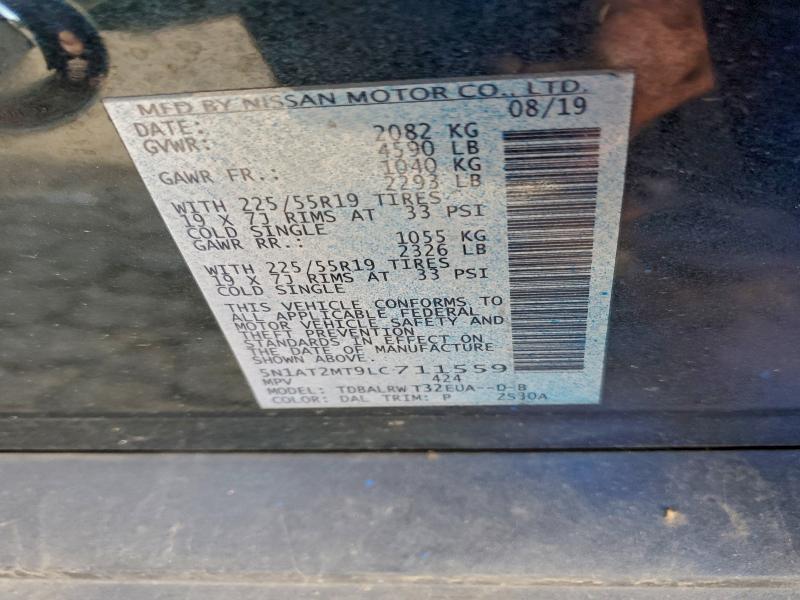 MFD BY NISSAN MOTOR CO., LTD.
DATE: 08/19
GVWR: 2082 KG
4590 LB
GAWR FR.: 1040 KG
2293 LB
WITH 225/55R19 TIRES
19 X 7J RIMS AT 33 PSI
COLD SINGLE
GAWR RR.: 1055 KG
2326 LB
WITH 225/55R19 TIRES
19 X 7J RIMS AT 33 PSI
COLD SINGLE
THIS VEHICLE CONFORMS TO
ALL APPLICABLE FEDERAL
MOTOR VEHICLE SAFETY AND
THEFT PREVENTION
STANDARDS IN EFFECT ON
THE DATE OF MANUFACTURE
SHOWN ABOVE.
5N1AT2MT9LC711559
MPV 424
MODEL: TDBALRWT32EUA--D-B
COLOR: DAL TRIM: P 2530A